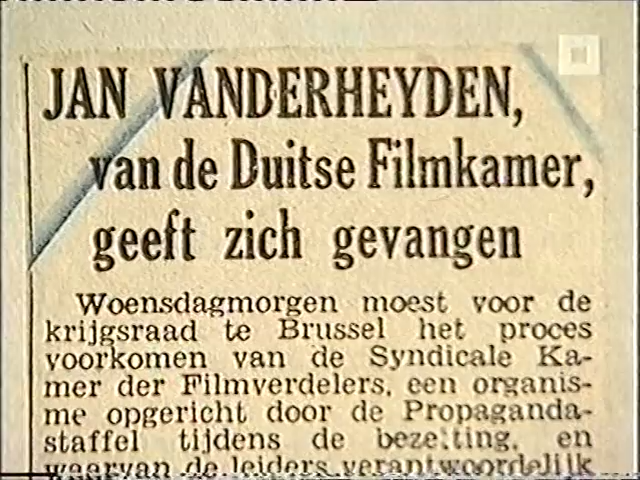 JAN VANDERHEYDEN,
van de Duitse Filmkamer,
geeft zich gevangen
Woensdagmorgen moest voor de
krijgsraad te Brussel het proces
voorkomen van de Syndicale Ka-
mer der Filmverdelers, een organis-
me opgericht door de Propaganda-
staffel tijdens de bezetting, en
waarvan de leiders verantwoordelijk